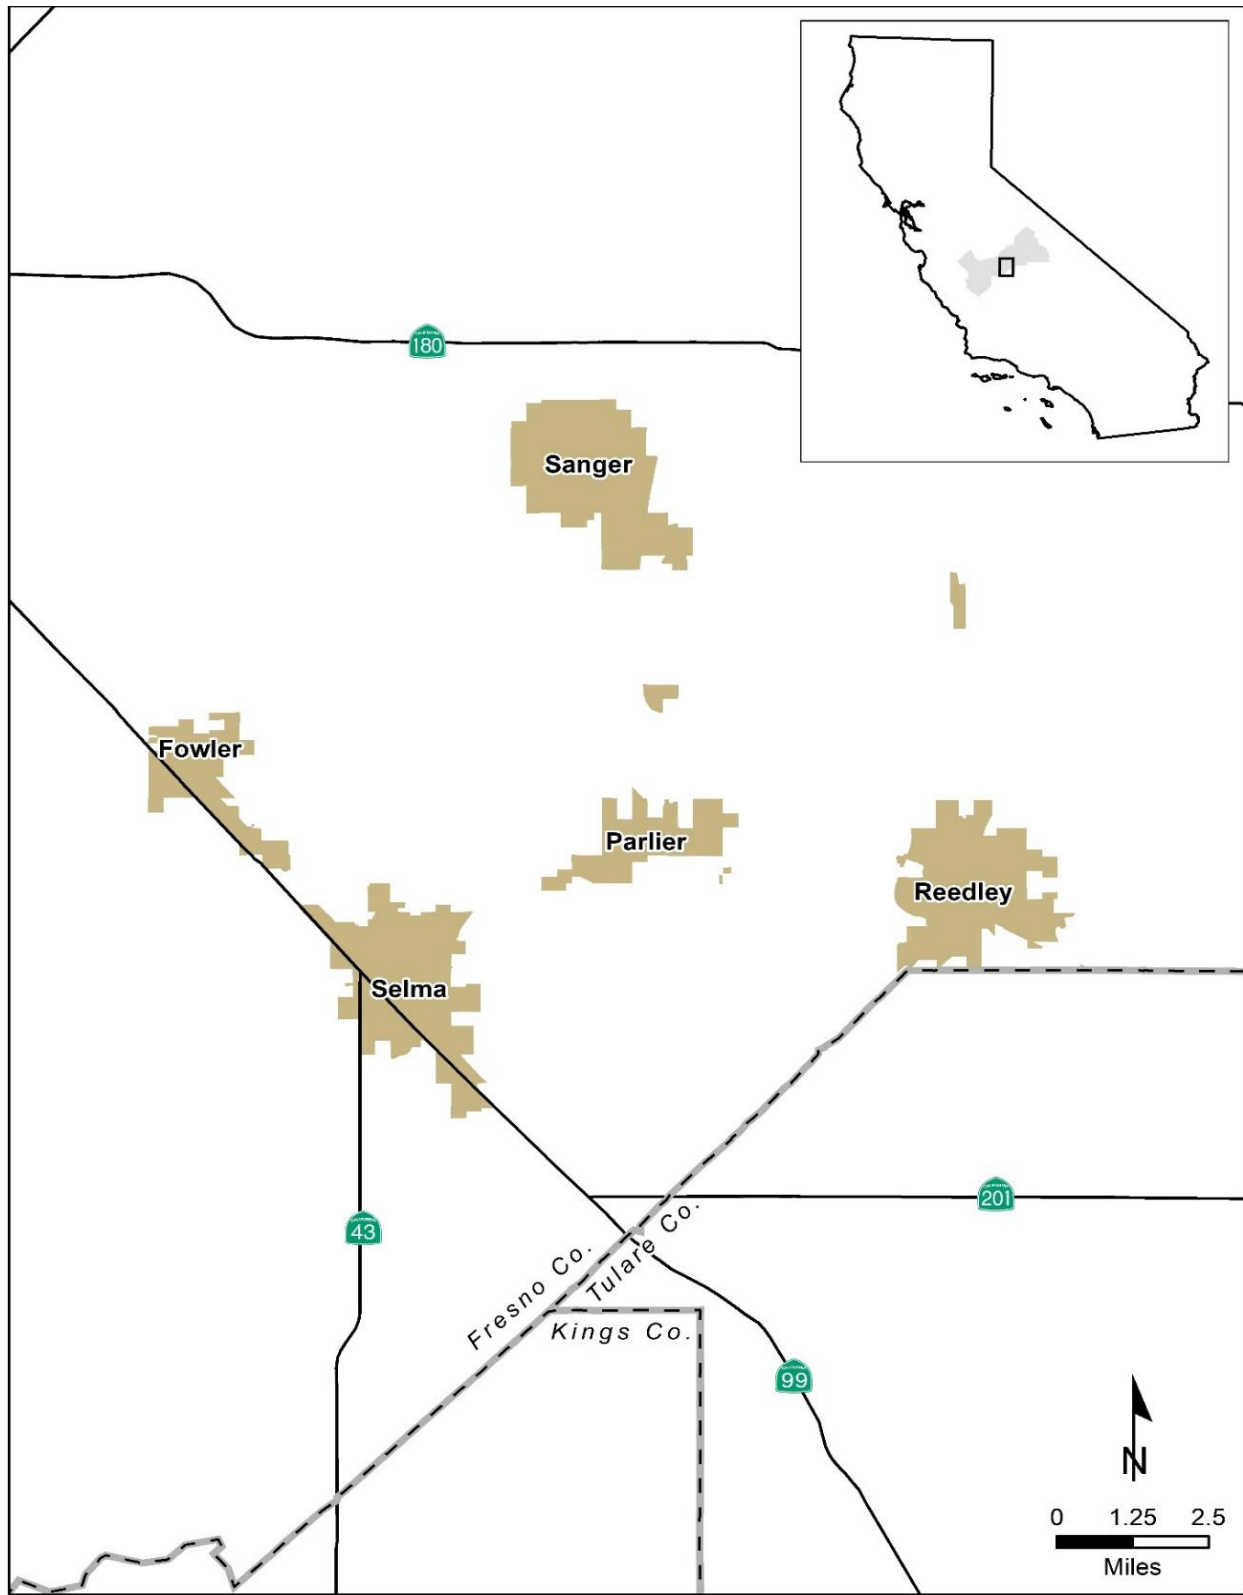 180
Sanger
Fowler
Parlier
Reedley
Selma
201
43
Fresno Co.
Tulare Co.
Kings Co.
99
N
0 1.25 2.5
Miles